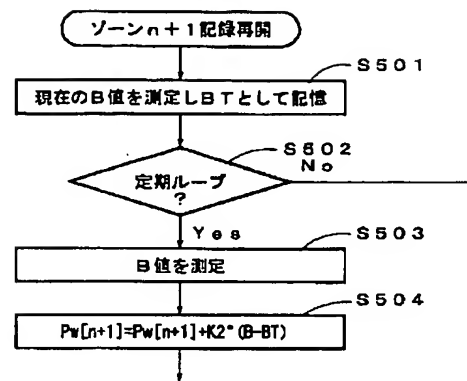 ゾーンn+1記録再開
S501
現在のB値を測定しBTとして記憶
S502
No
定期ループ
?
Yes
S503
B値を測定
S504
Pw[n+1]=Pw[n+1]+K2*(B-BT)